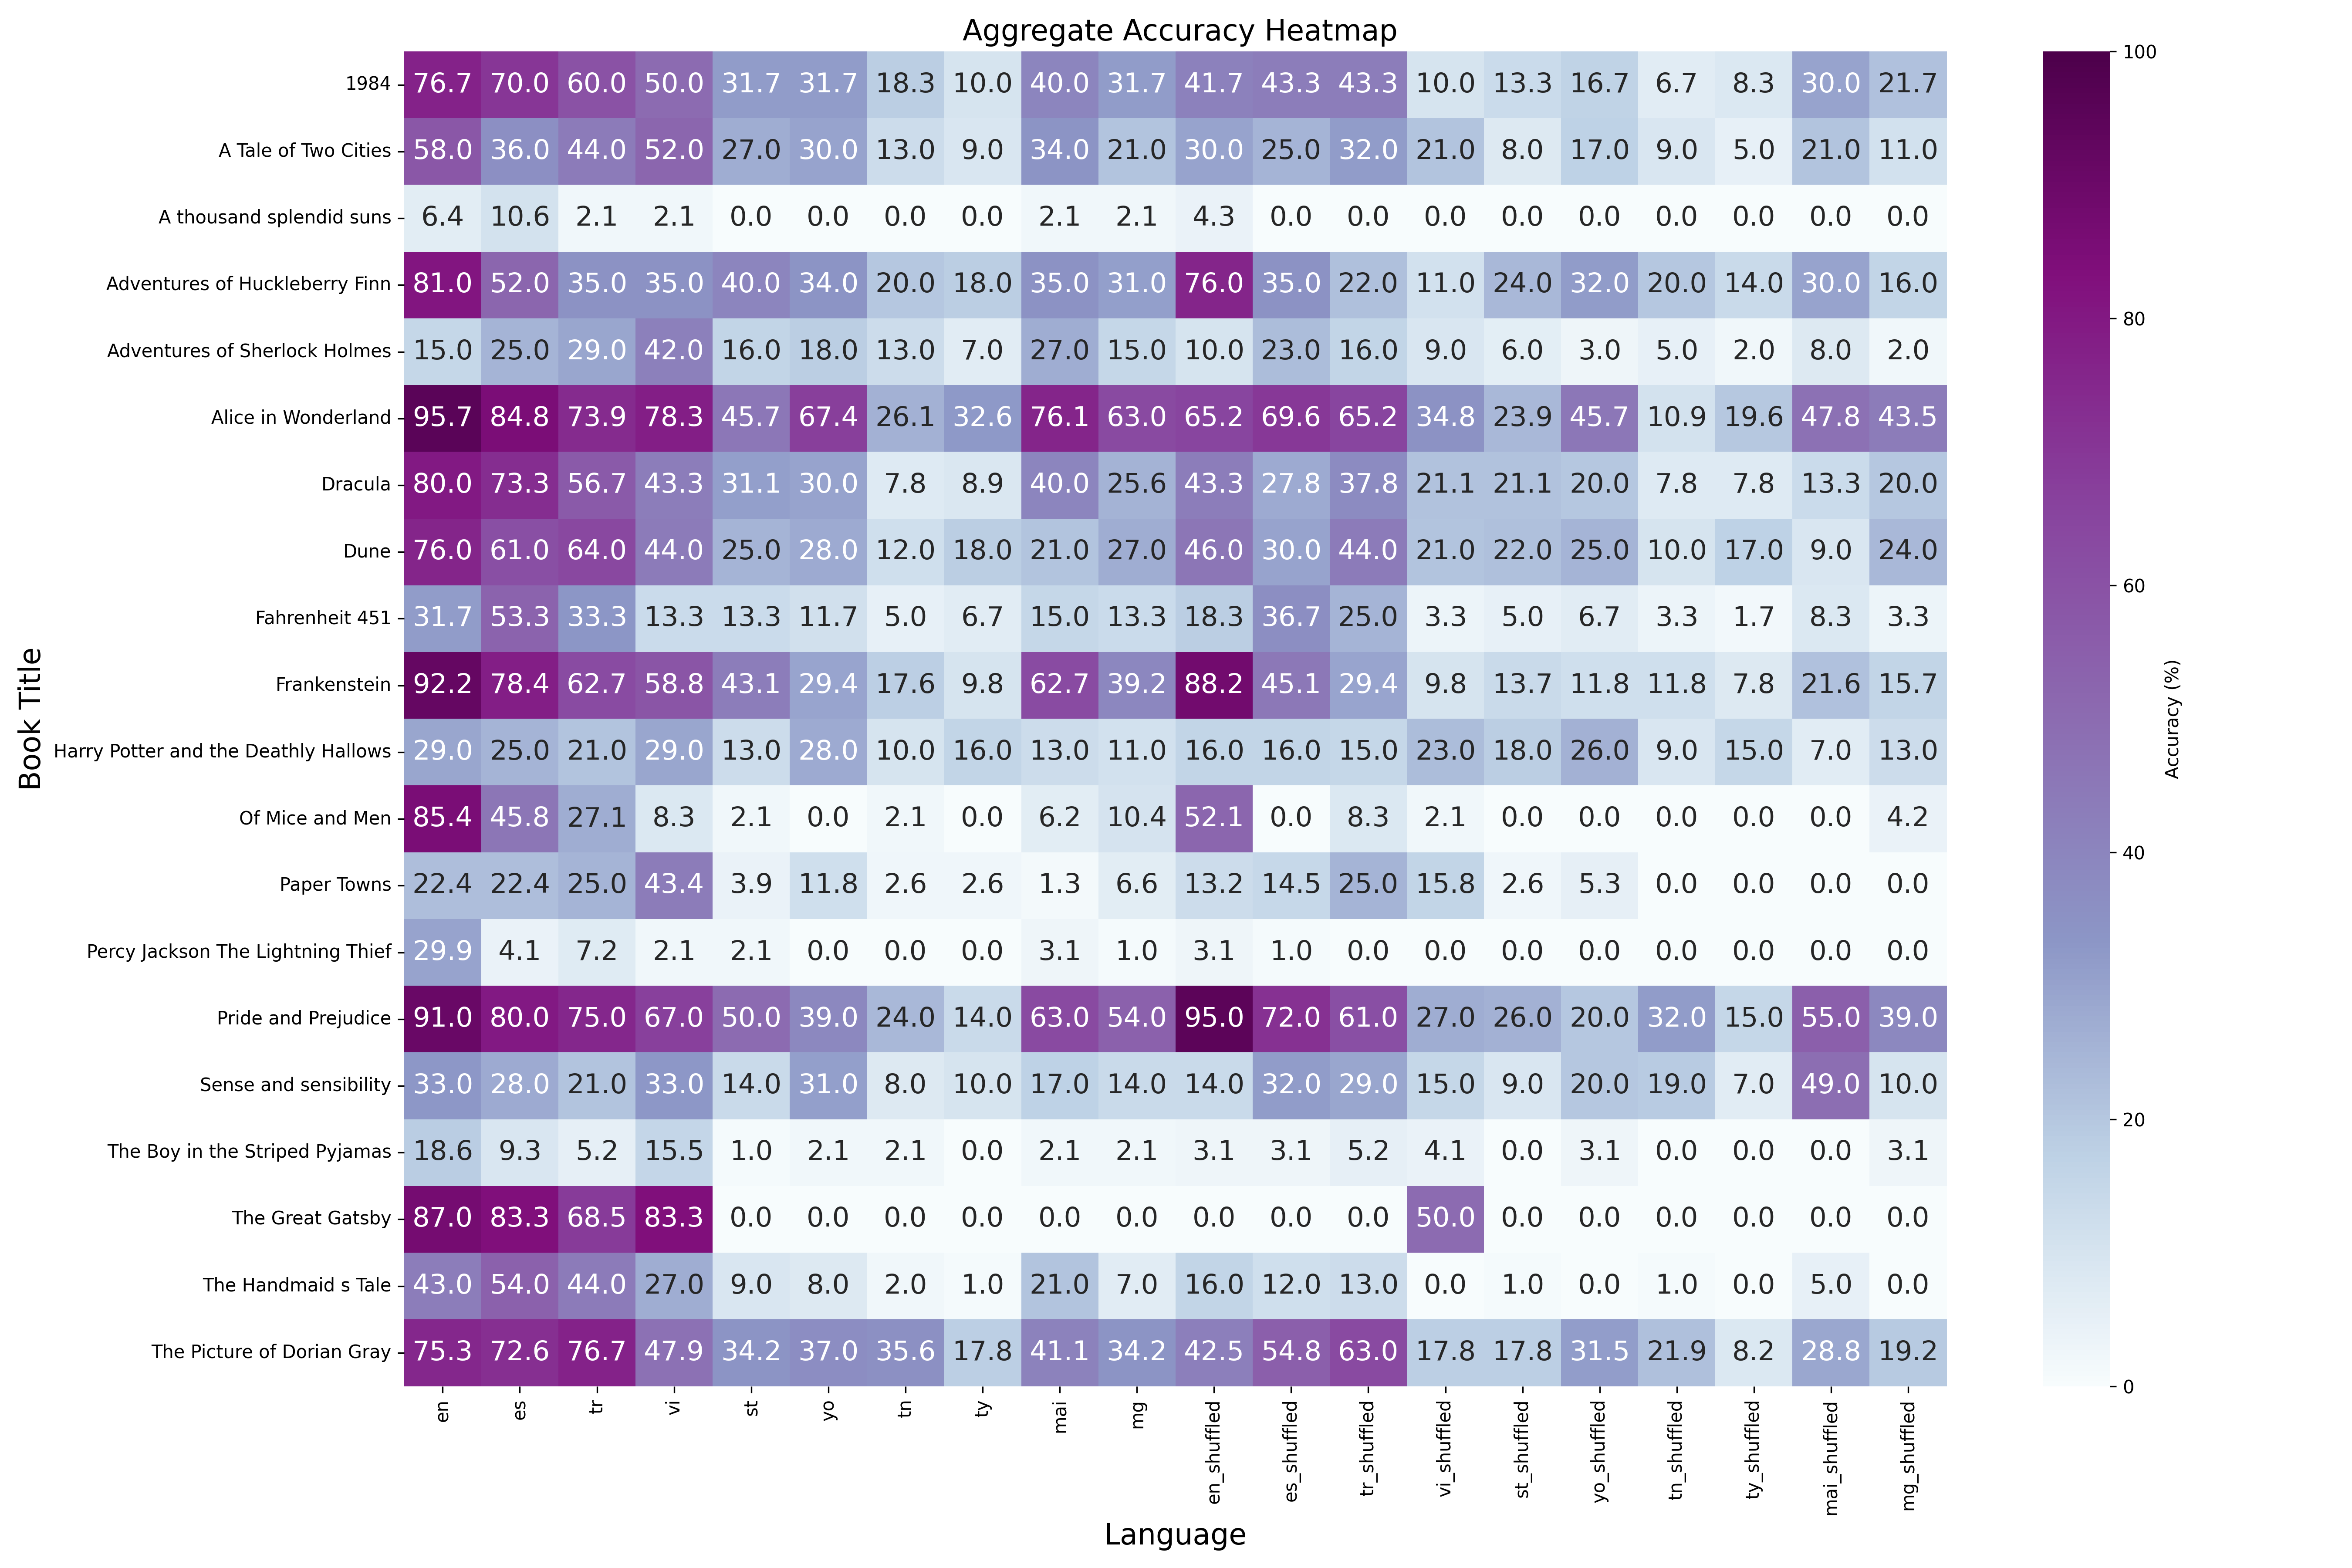 Aggregate Accuracy Heatmap
Book Title
1984 76.7 70.0 60.0 50.0 31.7 31.7 18.3 10.0 40.0 31.7 41.7 43.3 43.3 10.0 13.3 16.7 6.7 8.3 30.0 21.7
A Tale of Two Cities 58.0 36.0 44.0 52.0 27.0 30.0 13.0 9.0 34.0 21.0 30.0 25.0 32.0 21.0 8.0 17.0 9.0 5.0 21.0 11.0
A thousand splendid suns 6.4 10.6 2.1 2.1 0.0 0.0 0.0 0.0 2.1 2.1 4.3 0.0 0.0 0.0 0.0 0.0 0.0 0.0 0.0 0.0
Adventures of Huckleberry Finn 81.0 52.0 35.0 35.0 40.0 34.0 20.0 18.0 35.0 31.0 76.0 35.0 22.0 11.0 24.0 32.0 20.0 14.0 30.0 16.0
Adventures of Sherlock Holmes 15.0 25.0 29.0 42.0 16.0 18.0 13.0 7.0 27.0 15.0 10.0 23.0 16.0 9.0 6.0 3.0 5.0 2.0 8.0 2.0
Alice in Wonderland 95.7 84.8 73.9 78.3 45.7 67.4 26.1 32.6 76.1 63.0 65.2 69.6 65.2 34.8 23.9 45.7 10.9 19.6 47.8 43.5
Dracula 80.0 73.3 56.7 43.3 31.1 30.0 7.8 8.9 40.0 25.6 43.3 27.8 37.8 21.1 21.1 20.0 7.8 7.8 13.3 20.0
Dune 76.0 61.0 64.0 44.0 25.0 28.0 12.0 18.0 21.0 27.0 46.0 30.0 44.0 21.0 22.0 25.0 10.0 17.0 9.0 24.0
Fahrenheit 451 31.7 53.3 33.3 13.3 13.3 11.7 5.0 6.7 15.0 13.3 18.3 36.7 25.0 3.3 5.0 6.7 3.3 1.7 8.3 3.3
Frankenstein 92.2 78.4 62.7 58.8 43.1 29.4 17.6 9.8 62.7 39.2 88.2 45.1 29.4 9.8 13.7 11.8 11.8 7.8 21.6 15.7
Harry Potter and the Deathly Hallows 29.0 25.0 21.0 29.0 13.0 28.0 10.0 16.0 13.0 11.0 16.0 16.0 15.0 23.0 18.0 26.0 9.0 15.0 7.0 13.0
Of Mice and Men 85.4 45.8 27.1 8.3 2.1 0.0 2.1 0.0 6.2 10.4 52.1 0.0 8.3 2.1 0.0 0.0 0.0 0.0 0.0 4.2
Paper Towns 22.4 22.4 25.0 43.4 3.9 11.8 2.6 2.6 1.3 6.6 13.2 14.5 25.0 15.8 2.6 5.3 0.0 0.0 0.0 0.0
Percy Jackson The Lightning Thief 29.9 4.1 7.2 2.1 2.1 0.0 0.0 0.0 3.1 1.0 3.1 1.0 0.0 0.0 0.0 0.0 0.0 0.0 0.0 0.0
Pride and Prejudice 91.0 80.0 75.0 67.0 50.0 39.0 24.0 14.0 63.0 54.0 95.0 72.0 61.0 27.0 26.0 20.0 32.0 15.0 55.0 39.0
Sense and sensibility 33.0 28.0 21.0 33.0 14.0 31.0 8.0 10.0 17.0 14.0 14.0 32.0 29.0 15.0 9.0 20.0 19.0 7.0 49.0 10.0
The Boy in the Striped Pyjamas 18.6 9.3 5.2 15.5 1.0 2.1 2.1 0.0 2.1 2.1 3.1 3.1 5.2 4.1 0.0 3.1 0.0 0.0 0.0 3.1
The Great Gatsby 87.0 83.3 68.5 83.3 0.0 0.0 0.0 0.0 0.0 0.0 0.0 0.0 0.0 50.0 0.0 0.0 0.0 0.0 0.0 0.0
The Handmaid s Tale 43.0 54.0 44.0 27.0 9.0 8.0 2.0 1.0 21.0 7.0 16.0 12.0 13.0 0.0 1.0 0.0 1.0 0.0 5.0 0.0
The Picture of Dorian Gray 75.3 72.6 76.7 47.9 34.2 37.0 35.6 17.8 41.1 34.2 42.5 54.8 63.0 17.8 17.8 31.5 21.9 8.2 28.8 19.2
en es tr vi st yo tn ty mai mg en_shuffled es_shuffled tr_shuffled vi_shuffled st_shuffled yo_shuffled tn_shuffled ty_shuffled mai_shuffled mg_shuffled
Language
100
80
60
40
20
0
Accuracy (%)